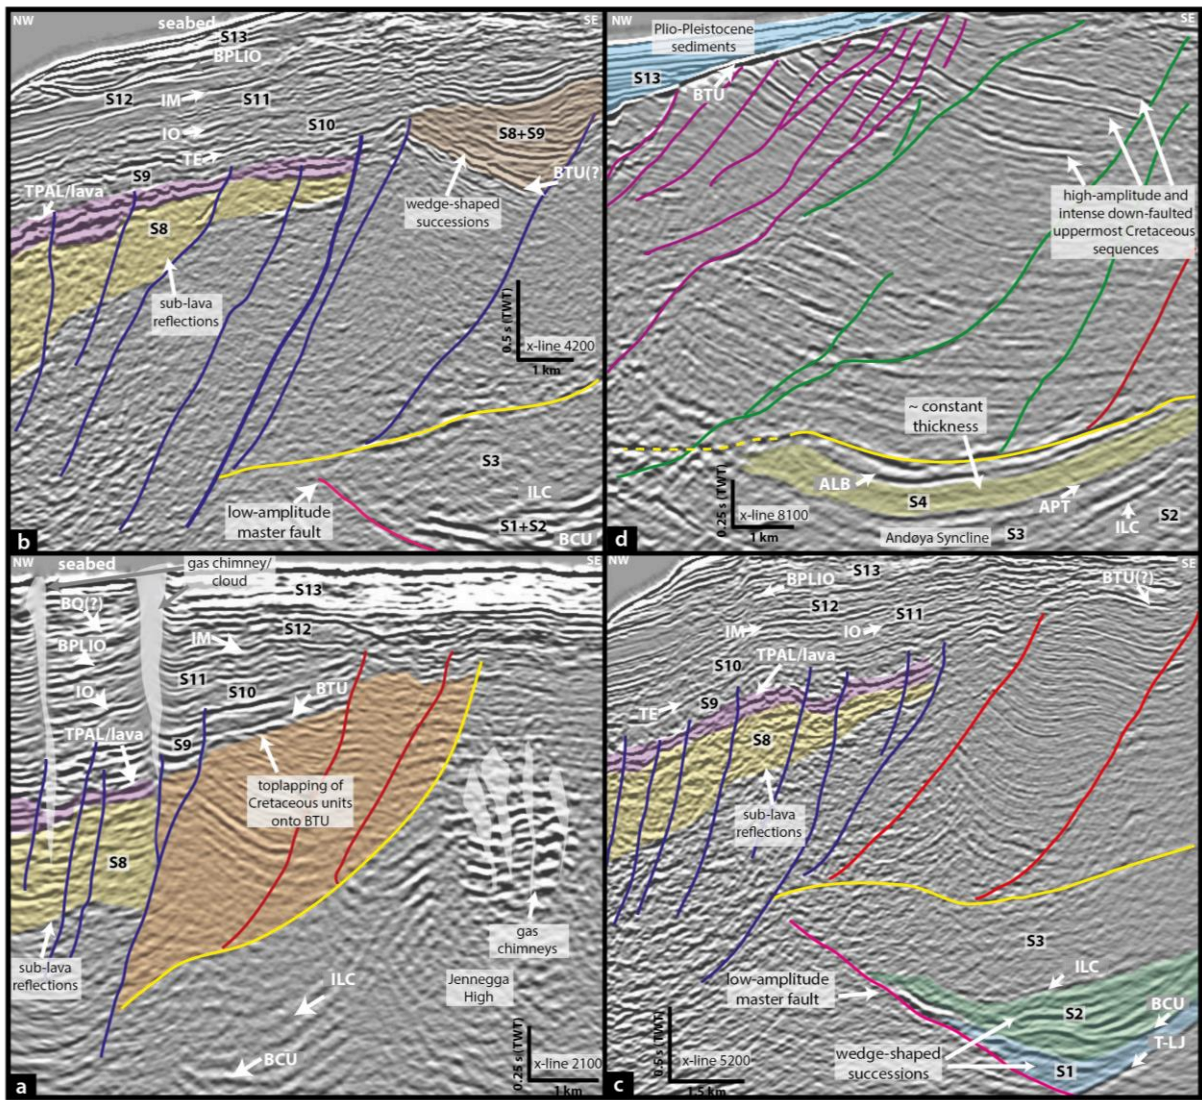 NW
seabed
SE
S13
BPLIO
S12
IM
S11
IO
S10
TE
S8+S9
S9
TPAL/lava
BTU(?)
wedge-shaped
successions
S8
sub-lava
reflections
0.5 s (TWT)
x-line 4200
1 km
S3
low-amplitude
master fault
ILC
S1+S2
BCU
b
NW
SE
Plio-Pleistocene
sediments
S13
BTU
high-amplitude and
intense down-faulted
uppermost Cretaceous
sequences
~ constant
thickness
ALB
S4
APT
ILC
S2
0.25 s (TWT)
x-line 8100
1 km
Andøya Syncline
S3
d
NW
seabed
gas chimney/
cloud
SE
S13
BQ(?)
S12
IM
BPLIO
S11
S10
IO
BTU
S9
TPAL/lava
toplapping of
Cretaceous units
onto BTU
S8
sub-lava
reflections
gas
chimneys
ILC
Jennegga
High
BCU
0.25 s (TWT)
x-line 2100
1 km
a
NW
SE
S13
BPLIO
BTU(?)
S12
S11
IM
IO
S10
TPAL/lava
S9
TE
S8
sub-lava
reflections
S3
low-amplitude
master fault
ILC
S2
BCU
T-LJ
wedge-shaped
successions
S1
0.5 s (TWT)
x-line 5200
1.5 km
c